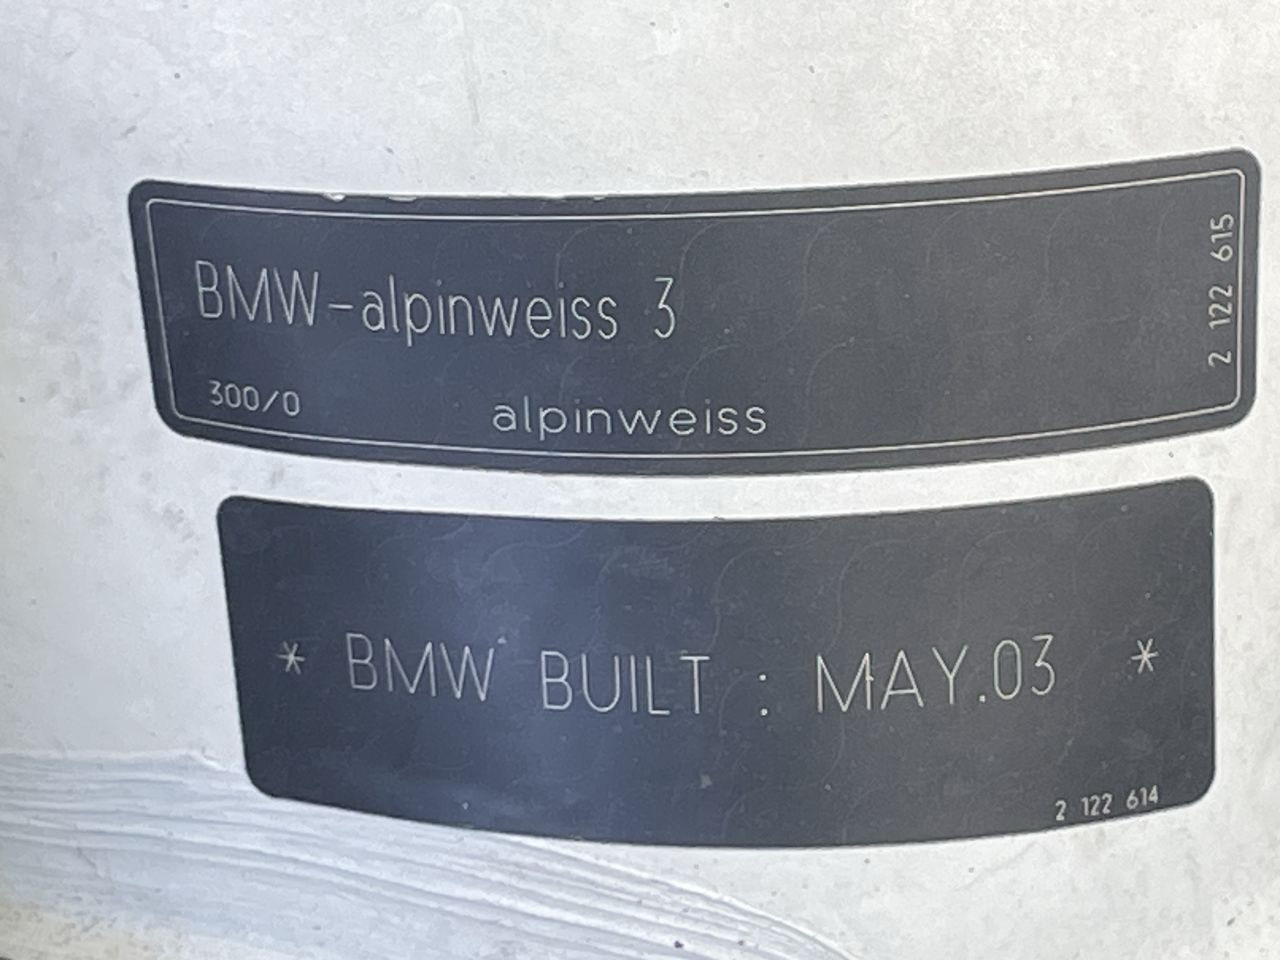 BMW-alpinweiss 3
300/0 alpinweiss
2 122 615
* BMW BUILT : MAY.03 *
2 122 614